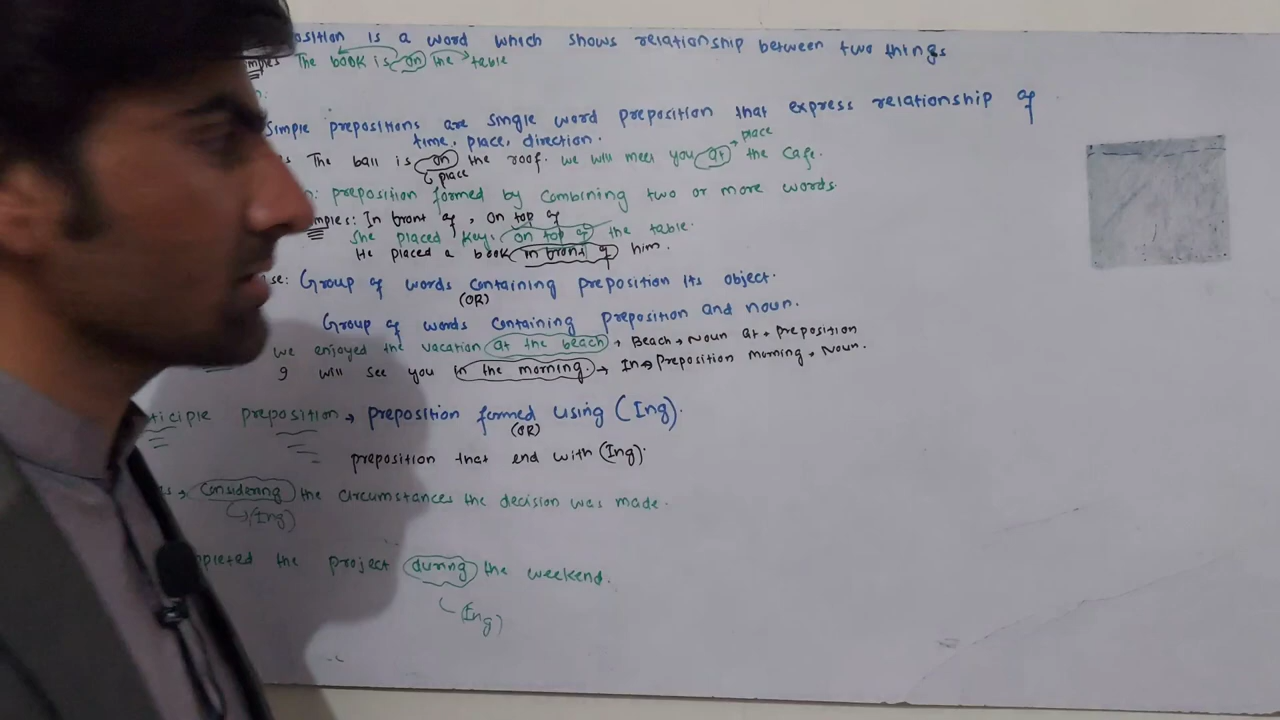 osition is a word which shows relationship between two things
mples The book is on the table
:
Simple prepositions are single word preposition that express relationship of
time, place, direction.
place
s The ball is on the roof. we will meet you at the cafe.
place
n: preposition formed by combining two or more words.
mples: In front of, on top of
She placed key on top of the table.
He placed a book in front of him.
se: Group of words containing preposition its object.
(OR)
Group of words containing preposition and noun.
we enjoyed the vacation at the beach → Beach → Noun at → preposition
I will see you in the morning. → In → preposition morning → Noun.
ticiple preposition → preposition formed using (Ing).
(OR)
preposition that end with (Ing).
s → considering the circumstances the decision was made.
(Ing)
mpleted the project during the weekend.
(Ing)